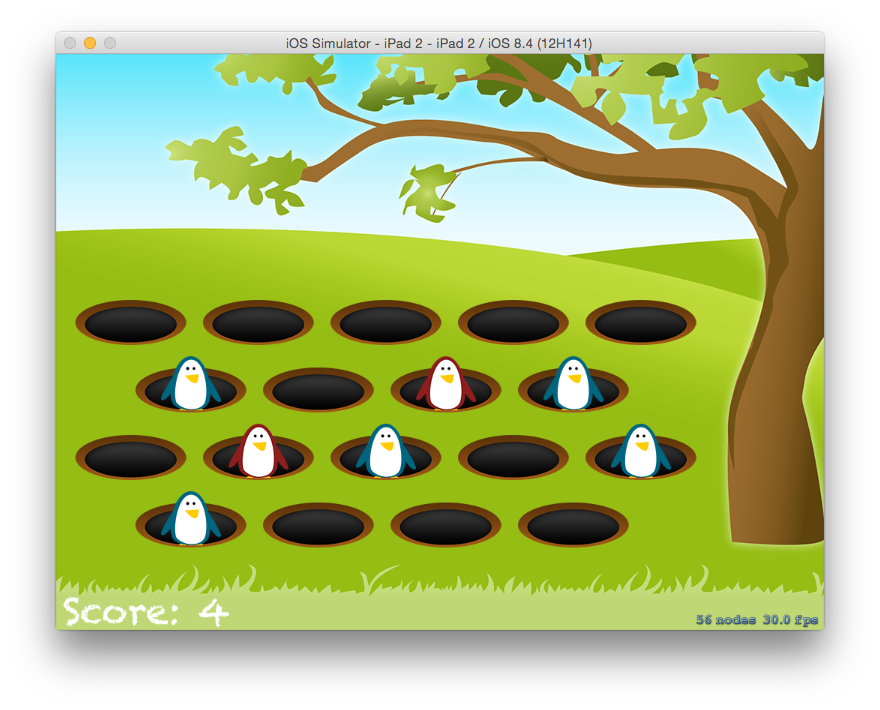 iOS Simulator - iPad 2 - iPad 2 / iOS 8.4 (12H141)
Score: 4
56 nodes 30.0 fps